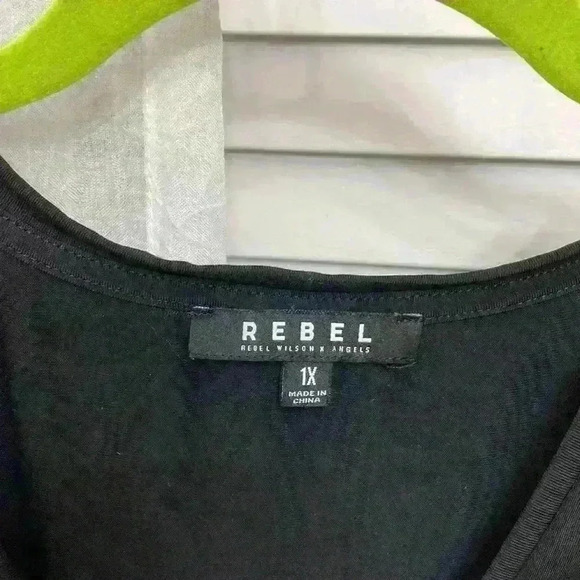 REBEL
REBEL WILSON X ANGELS
1X
MADE IN
CHINA